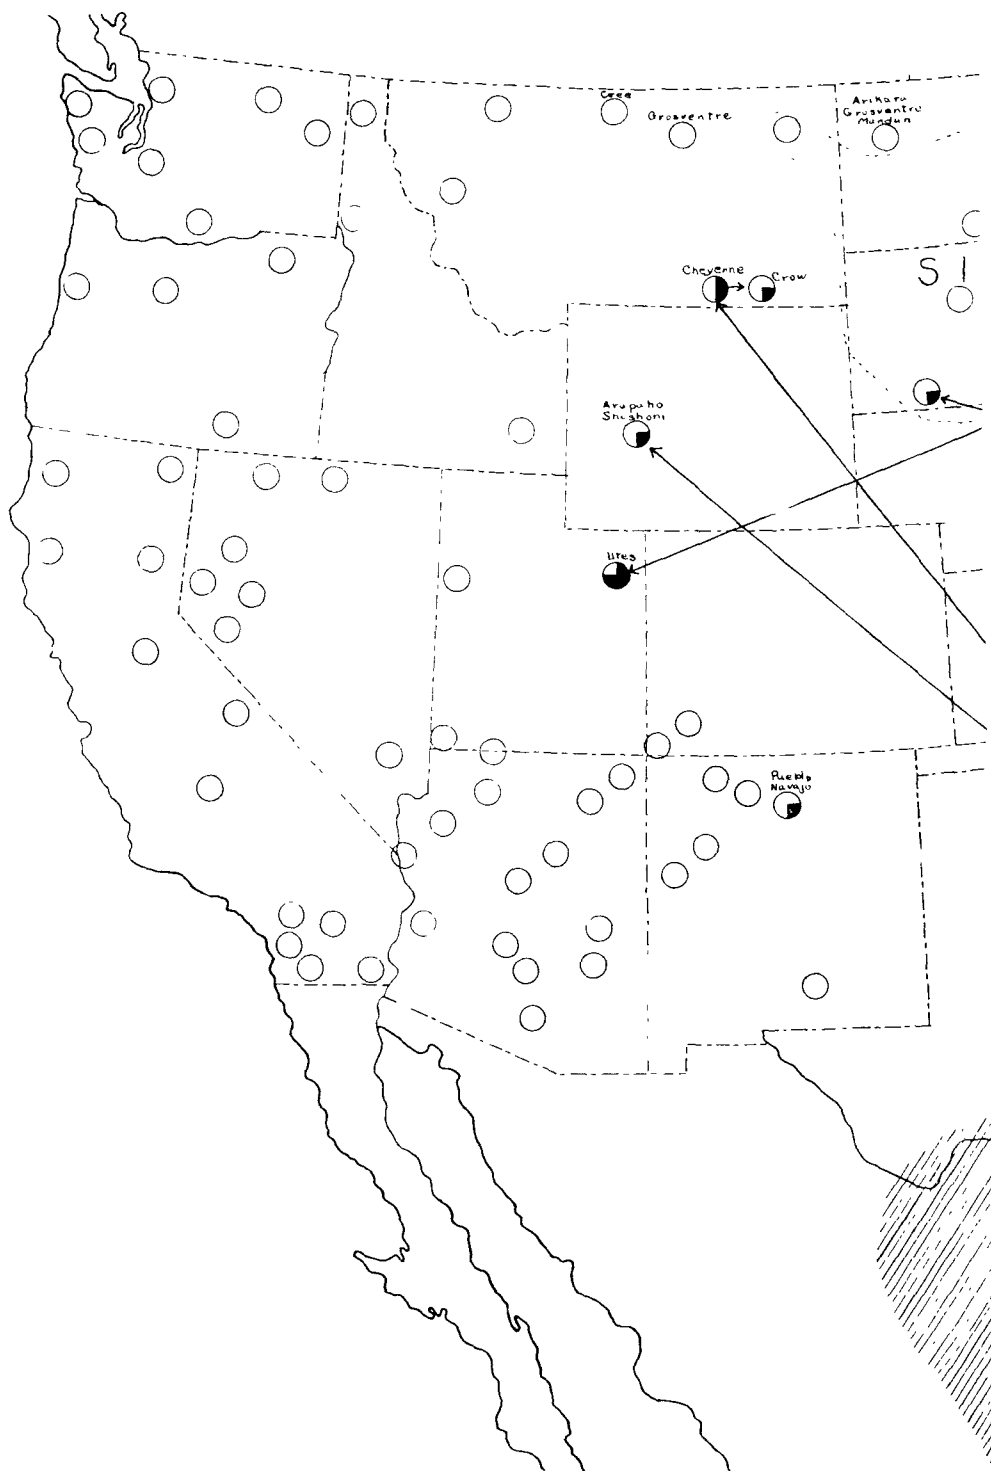 Cree
Grosventre
Arikara
Grosventre
Mandan
Cheyenne
Crow
S I
Arapaho
Shoshoni
Utes
Pueblo
Navajo